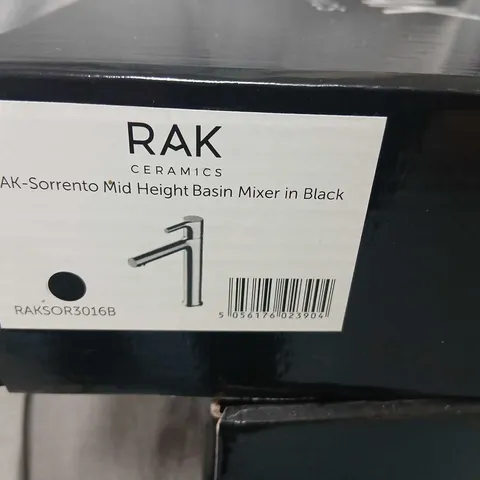 RAK
CERAMICS
AK-Sorrento Mid Height Basin Mixer in Black
RAKSOR3016B
5 056176 023904